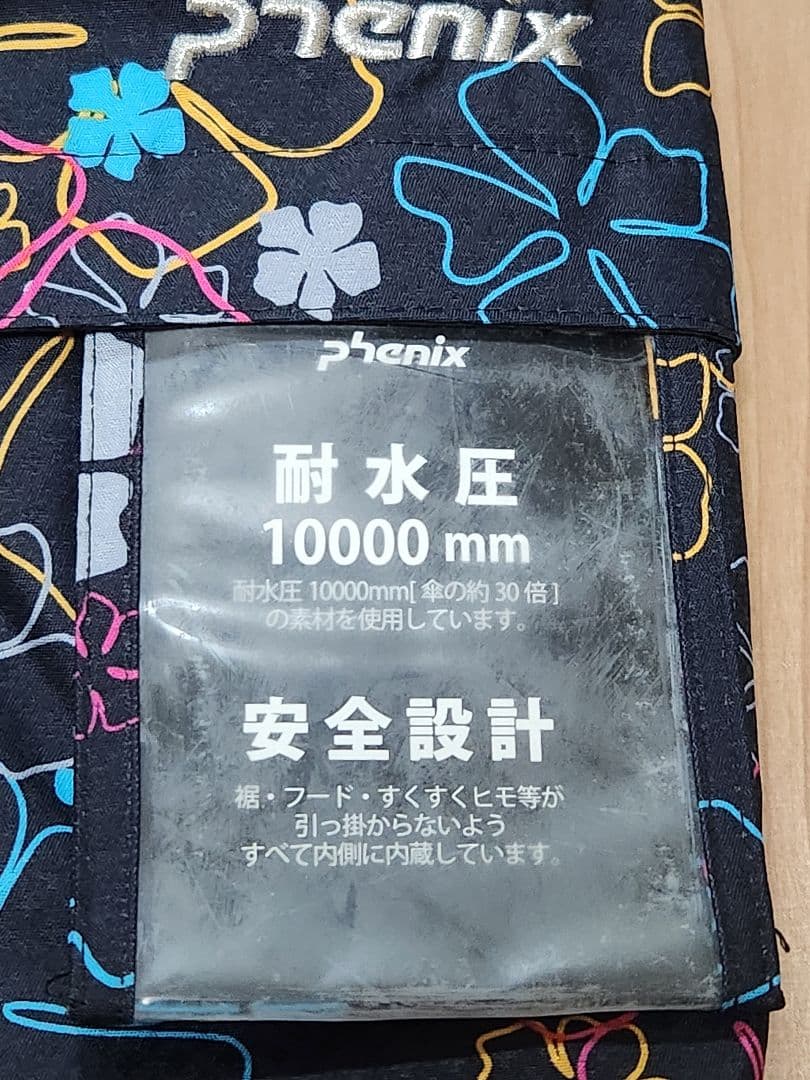 phenix
phenix
耐水圧
10000 mm
耐水圧 10000mm[ 傘の約 30 倍 ]
の素材を使用しています。
安全設計
裾・フード・すくすくヒモ等が
引っ掛からないよう
すべて内側に内蔵しています。